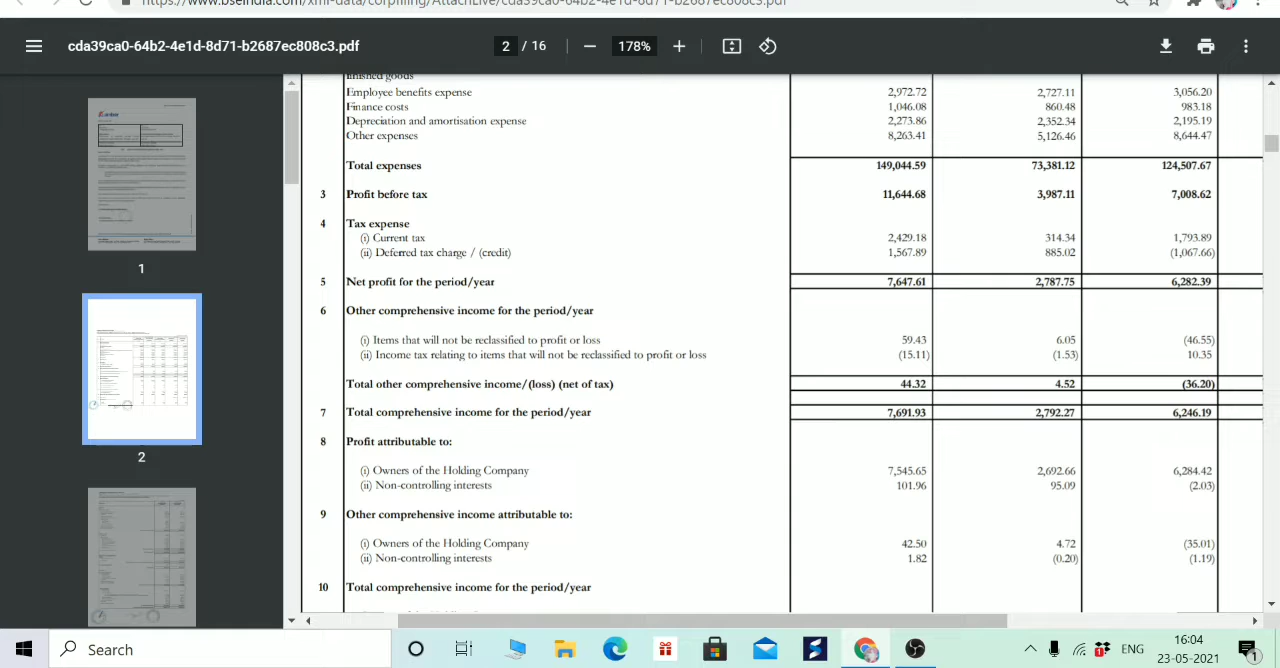 https://www.bseindia.com/xml-data/corpfiling/AttachLive/cda39ca0-64b2-4e1d-8d71-b2687ec808c3.pdf
cda39ca0-64b2-4e1d-8d71-b2687ec808c3.pdf 2 / 16 178%
finished goods
Employee benefits expense 2,972.72 2,727.11 3,056.20
Finance costs 1,046.08 860.48 983.18
Depreciation and amortisation expense 2,273.86 2,352.34 2,195.19
Other expenses 8,263.41 5,126.46 8,644.47
Total expenses 149,044.59 73,381.12 124,507.67
3 Profit before tax 11,644.68 3,987.11 7,008.62
4 Tax expense
(i) Current tax 2,429.18 314.34 1,793.89
(ii) Deferred tax charge / (credit) 1,567.89 885.02 (1,067.66)
5 Net profit for the period/year 7,647.61 2,787.75 6,282.39
6 Other comprehensive income for the period/year
(i) Items that will not be reclassified to profit or loss 59.43 6.05 (46.55)
(ii) Income tax relating to items that will not be reclassified to profit or loss (15.11) (1.53) 10.35
Total other comprehensive income/(loss) (net of tax) 44.32 4.52 (36.20)
7 Total comprehensive income for the period/year 7,691.93 2,792.27 6,246.19
8 Profit attributable to:
(i) Owners of the Holding Company 7,545.65 2,692.66 6,284.42
(ii) Non-controlling interests 101.96 95.09 (2.03)
9 Other comprehensive income attributable to:
(i) Owners of the Holding Company 42.50 4.72 (35.01)
(ii) Non-controlling interests 1.82 (0.20) (1.19)
10 Total comprehensive income for the period/year
1
2
Search
ENG
16:04
23-05-2021
1